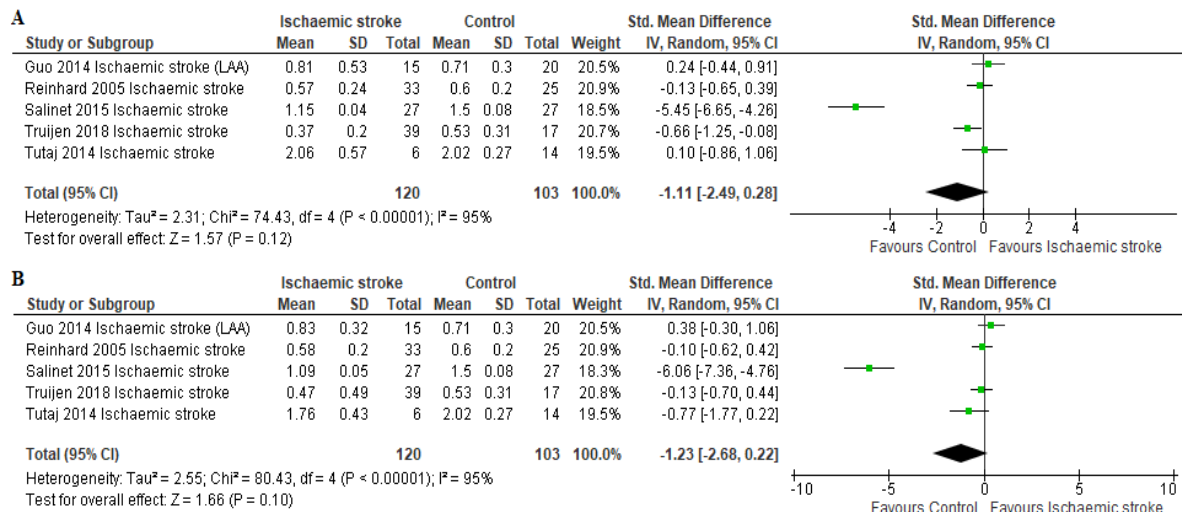 A
Ischaemic stroke Control Std. Mean Difference Std. Mean Difference
Study or Subgroup Mean SD Total Mean SD Total Weight IV, Random, 95% CI IV, Random, 95% CI
Guo 2014 Ischaemic stroke (LAA) 0.81 0.53 15 0.71 0.3 20 20.5% 0.24 [-0.44, 0.91]
Reinhard 2005 Ischaemic stroke 0.57 0.24 33 0.6 0.2 25 20.9% -0.13 [-0.65, 0.39]
Salinet 2015 Ischaemic stroke 1.15 0.04 27 1.5 0.08 27 18.5% -5.45 [-6.65, -4.26]
Truijen 2018 Ischaemic stroke 0.37 0.2 39 0.53 0.31 17 20.7% -0.66 [-1.25, -0.08]
Tutaj 2014 Ischaemic stroke 2.06 0.57 6 2.02 0.27 14 19.5% 0.10 [-0.86, 1.06]
Total (95% CI) 120 103 100.0% -1.11 [-2.49, 0.28]
Heterogeneity: Tau² = 2.31; Chi² = 74.43, df = 4 (P < 0.00001); I² = 95%
Test for overall effect: Z = 1.57 (P = 0.12)
-4 -2 0 2 4
Favours Control Favours Ischaemic stroke
B
Ischaemic stroke Control Std. Mean Difference Std. Mean Difference
Study or Subgroup Mean SD Total Mean SD Total Weight IV, Random, 95% CI IV, Random, 95% CI
Guo 2014 Ischaemic stroke (LAA) 0.83 0.32 15 0.71 0.3 20 20.5% 0.38 [-0.30, 1.06]
Reinhard 2005 Ischaemic stroke 0.58 0.2 33 0.6 0.2 25 20.9% -0.10 [-0.62, 0.42]
Salinet 2015 Ischaemic stroke 1.09 0.05 27 1.5 0.08 27 18.3% -6.06 [-7.36, -4.76]
Truijen 2018 Ischaemic stroke 0.47 0.49 39 0.53 0.31 17 20.8% -0.13 [-0.70, 0.44]
Tutaj 2014 Ischaemic stroke 1.76 0.43 6 2.02 0.27 14 19.5% -0.77 [-1.77, 0.22]
Total (95% CI) 120 103 100.0% -1.23 [-2.68, 0.22]
Heterogeneity: Tau² = 2.55; Chi² = 80.43, df = 4 (P < 0.00001); I² = 95%
Test for overall effect: Z = 1.66 (P = 0.10)
-10 -5 0 5 10
Favours Control Favours Ischaemic stroke